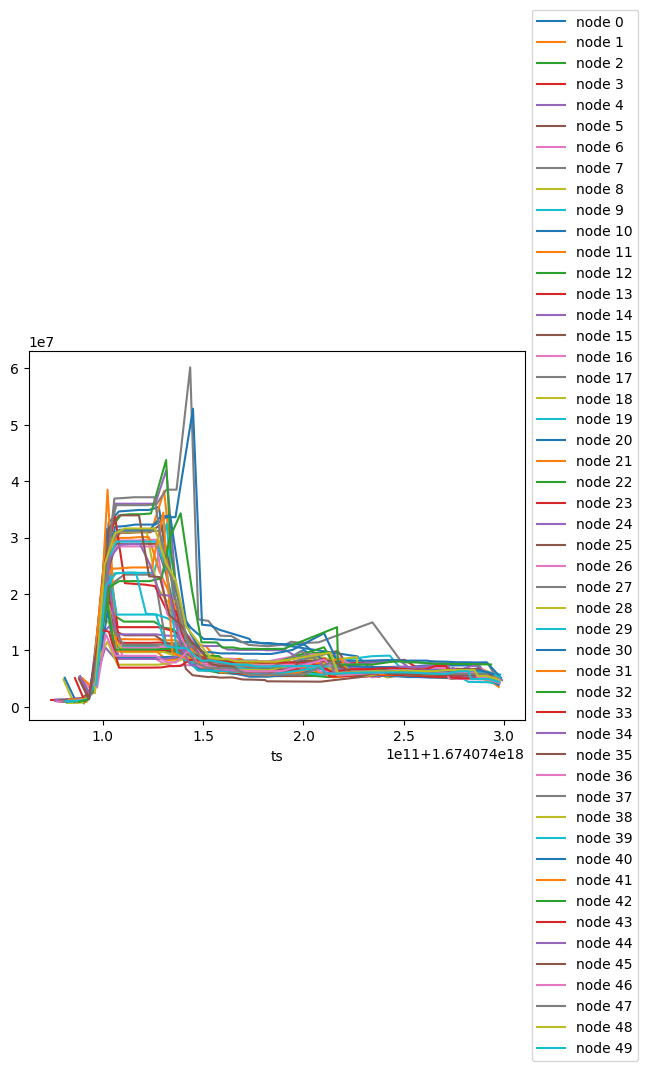 node 0
node 1
node 2
node 3
node 4
node 5
node 6
node 7
node 8
node 9
node 10
node 11
node 12
node 13
node 14
node 15
node 16
node 17
node 18
node 19
node 20
node 21
node 22
node 23
node 24
node 25
node 26
node 27
node 28
node 29
node 30
node 31
node 32
node 33
node 34
node 35
node 36
node 37
node 38
node 39
node 40
node 41
node 42
node 43
node 44
node 45
node 46
node 47
node 48
node 49
1e7
6
5
4
3
2
1
0
1.0 1.5 2.0 2.5 3.0
ts
1e11+1.674074e18